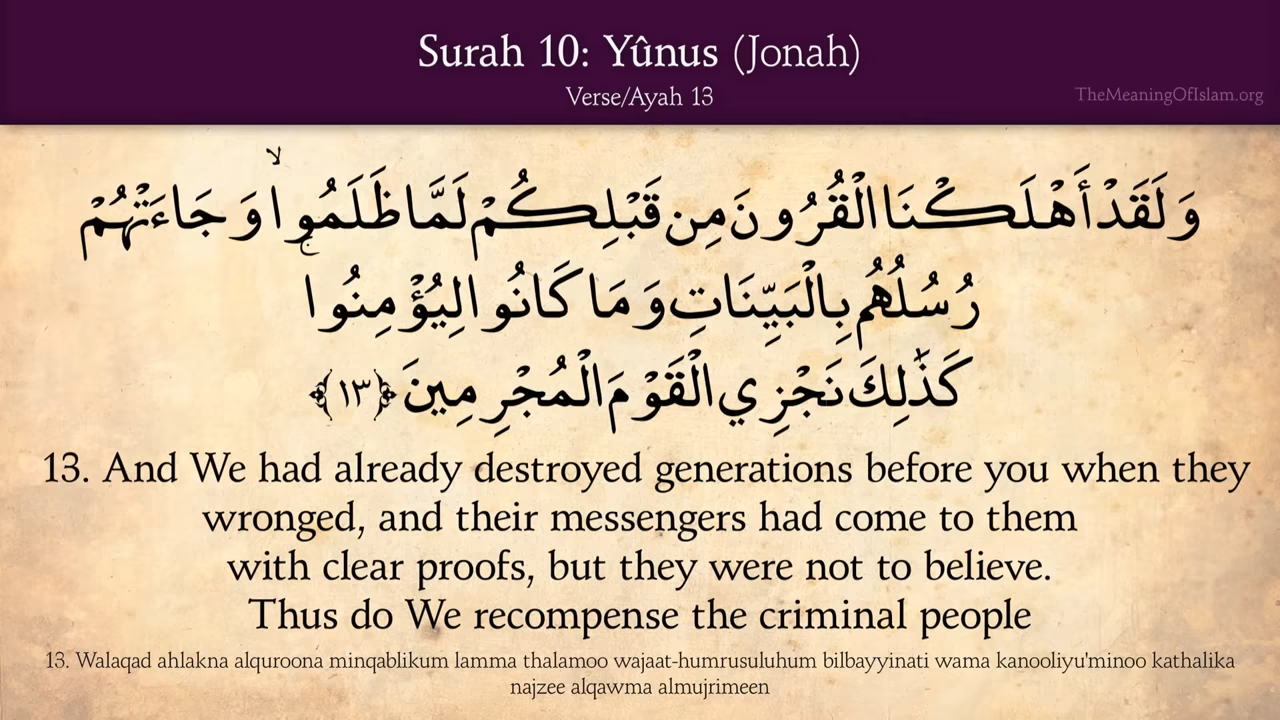 Surah 10: Yûnus (Jonah)
Verse/Ayah 13
TheMeaningOfIslam.org
وَلَقَدْ أَهْلَكْنَا الْقُرُونَ مِن قَبْلِكُمْ لَمَّا ظَلَمُوا ۙ وَجَاءَتْهُمْ
رُسُلُهُم بِالْبَيِّنَاتِ وَمَا كَانُوا لِيُؤْمِنُوا ۚ
كَذَٰلِكَ نَجْزِي الْقَوْمَ الْمُجْرِمِينَ ﴿١٣﴾
13. And We had already destroyed generations before you when they
wronged, and their messengers had come to them
with clear proofs, but they were not to believe.
Thus do We recompense the criminal people
13. Walaqad ahlakna alquroona minqablikum lamma thalamoo wajaat-humrusuluhum bilbayyinati wama kanooliyu'minoo kathalika
najzee alqawma almujrimeen